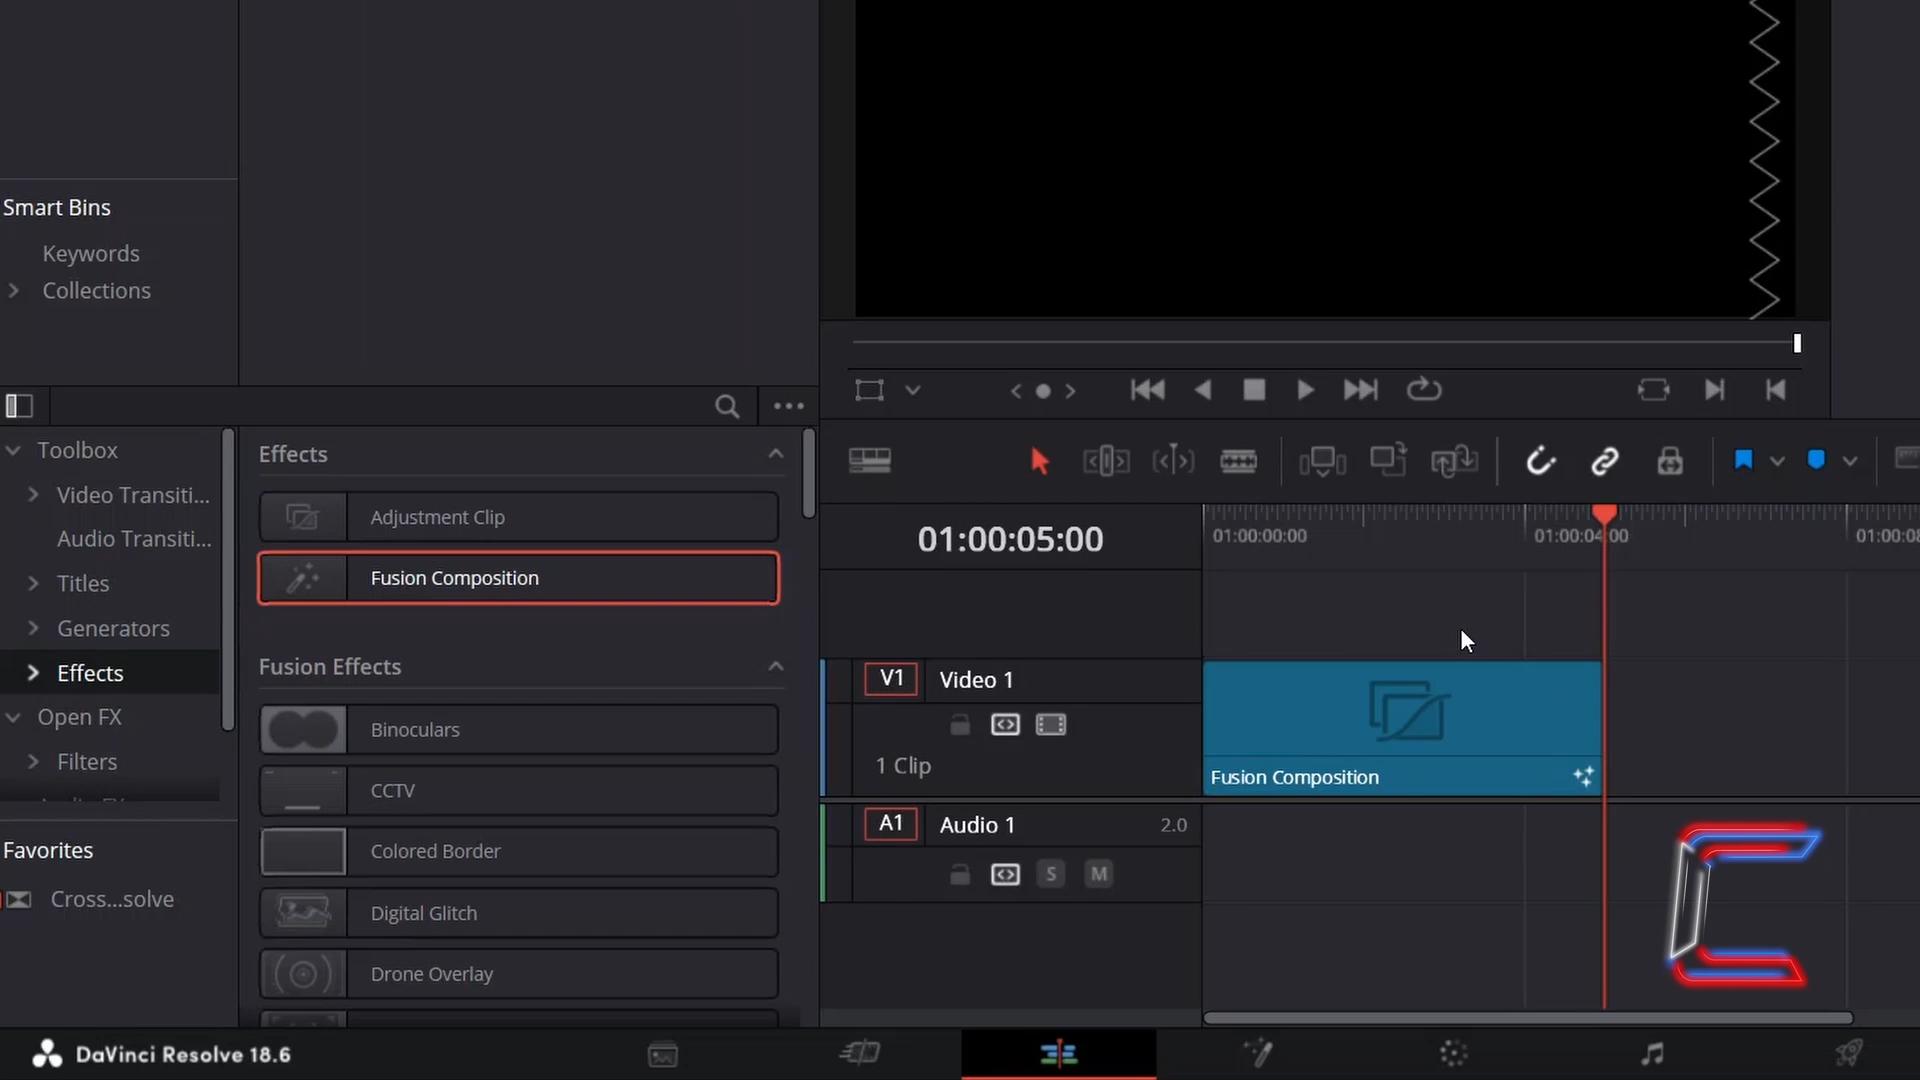 Smart Bins
Keywords
Collections
Toolbox
Video Transiti...
Audio Transiti...
Titles
Generators
Effects
Open FX
Filters
Favorites
Cross...solve
Effects
Adjustment Clip
Fusion Composition
Fusion Effects
Binoculars
CCTV
Colored Border
Digital Glitch
Drone Overlay
01:00:05:00
01:00:00:00
01:00:04:00
01:00:08
V1
Video 1
1 Clip
Fusion Composition
A1
Audio 1
2.0
S
M
C
DaVinci Resolve 18.6